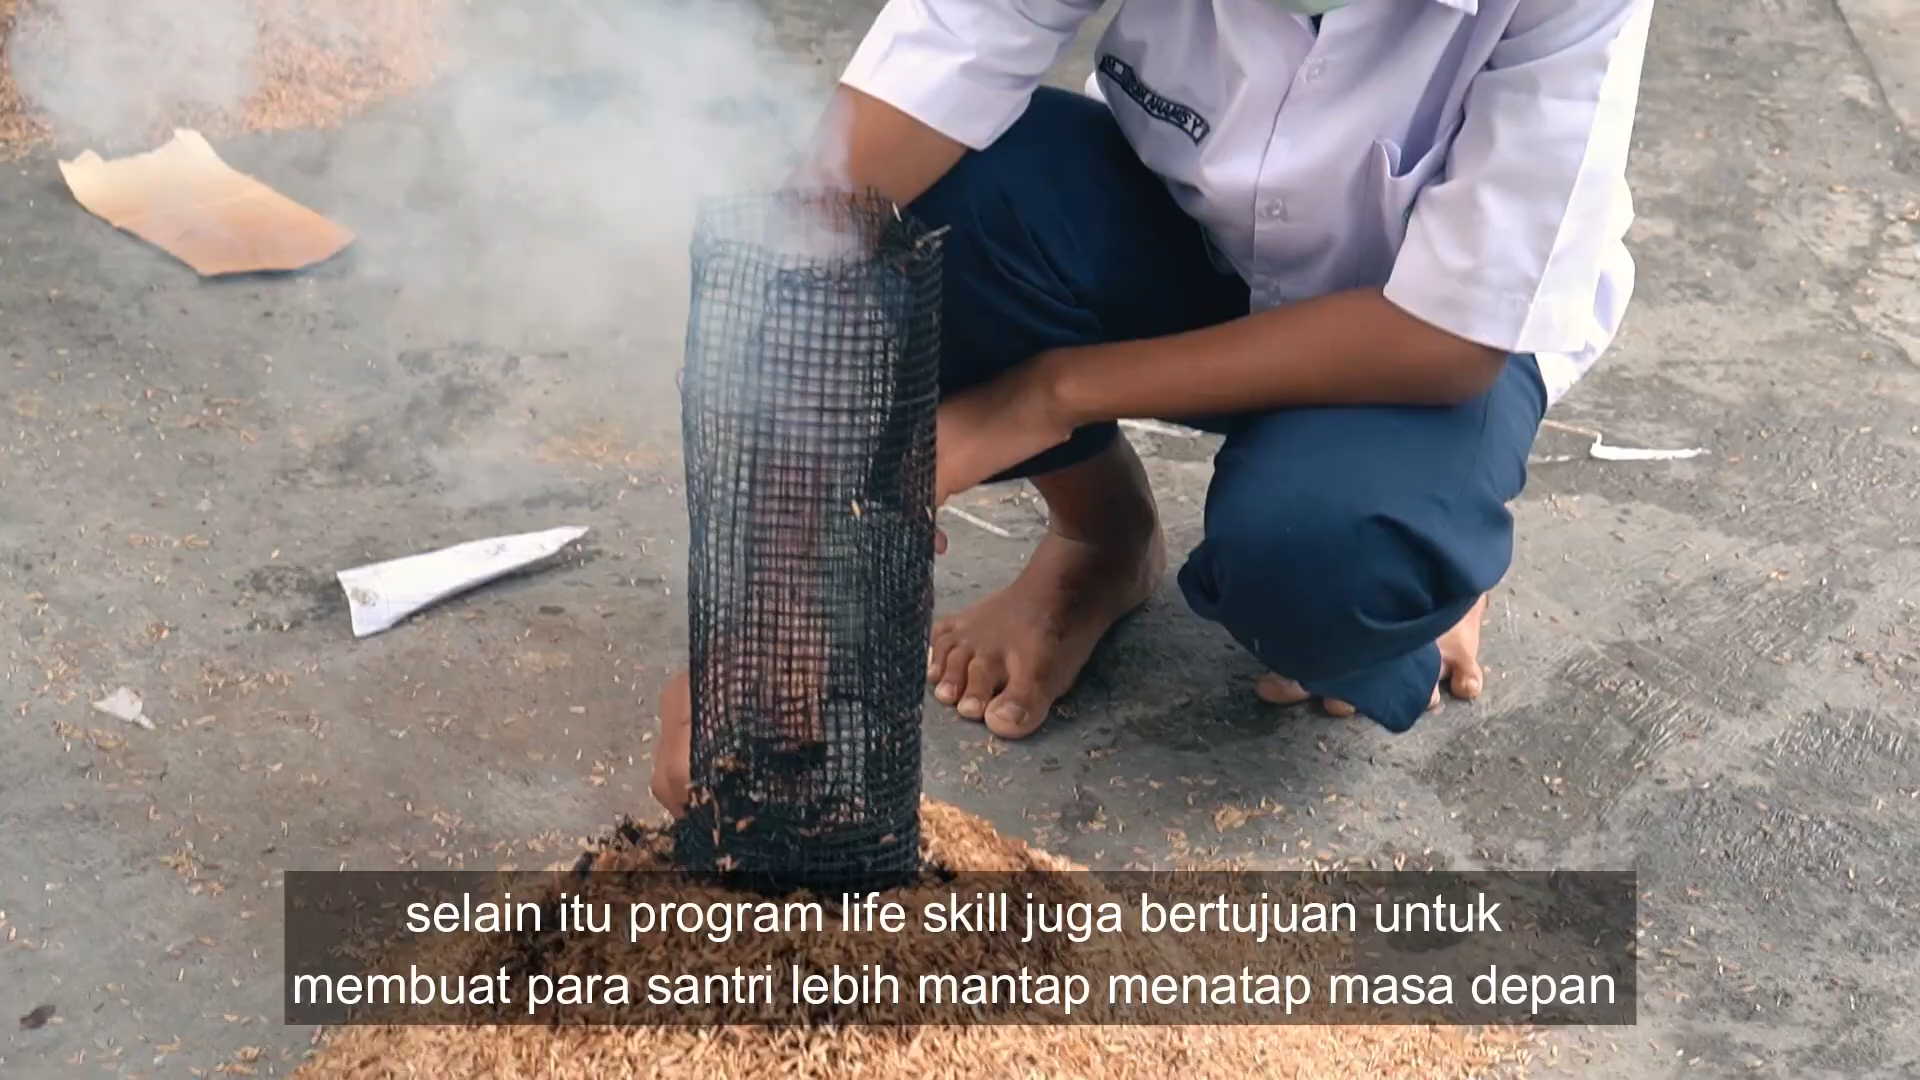 selain itu program life skill juga bertujuan untuk
membuat para santri lebih mantap menatap masa depan